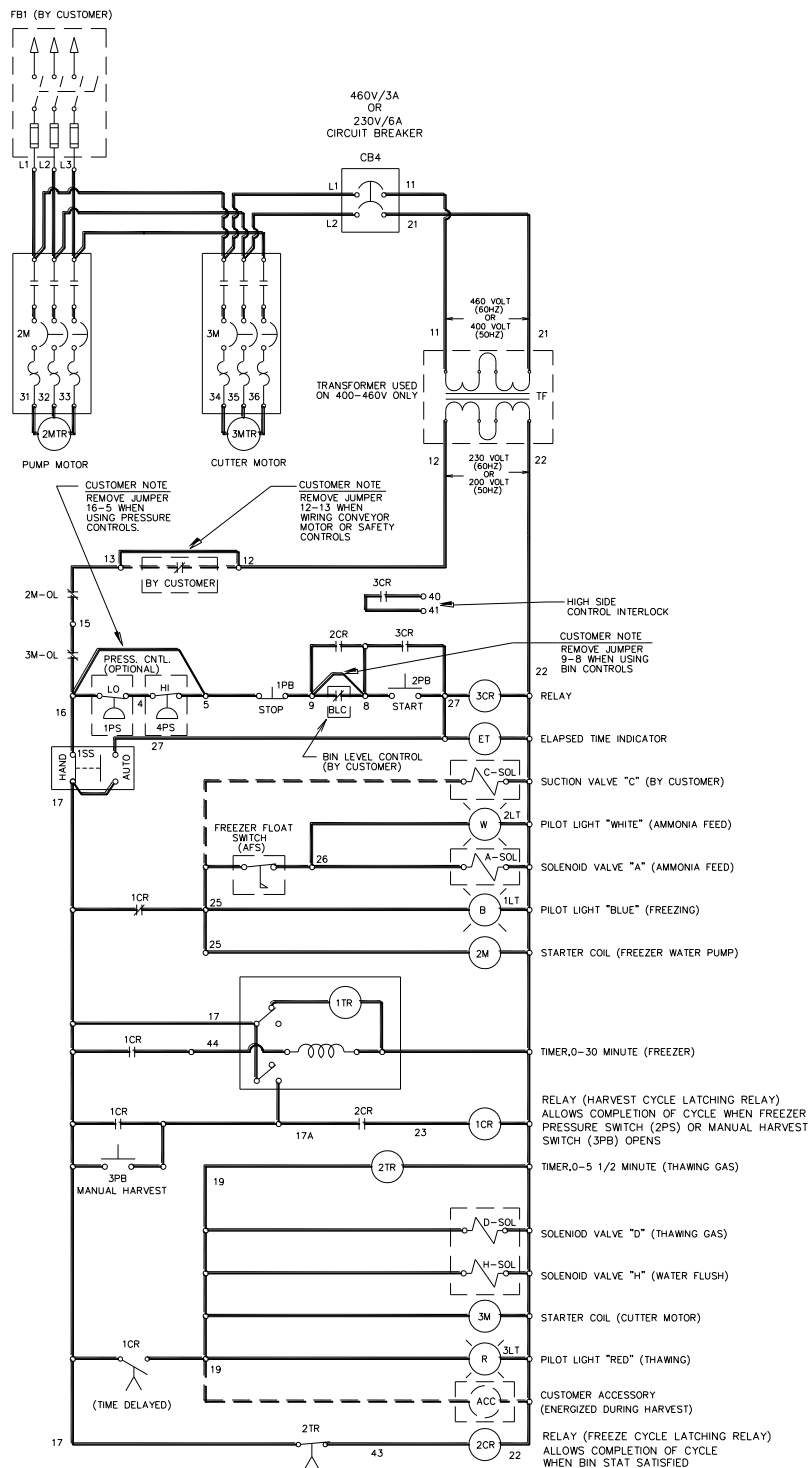 FB1 (BY CUSTOMER)
460V/3A
OR
230V/6A
CIRCUIT BREAKER
CB4
L1 L2 L3
L1 11
L2 21
2M
3M
31 32 33
34 35 36
2MTR
3MTR
PUMP MOTOR
CUTTER MOTOR
460 VOLT
(60HZ)
OR
400 VOLT
(50HZ)
11 21
TRANSFORMER USED
ON 400-460V ONLY
TF
12 22
230 VOLT
(60HZ)
OR
200 VOLT
(50HZ)
CUSTOMER NOTE
REMOVE JUMPER
16-5 WHEN
USING PRESSURE
CONTROLS.
CUSTOMER NOTE
REMOVE JUMPER
12-13 WHEN
WIRING CONVEYOR
MOTOR OR SAFETY
CONTROLS
13 12
BY CUSTOMER
2M-OL
15
3M-OL
3CR
40
41
HIGH SIDE
CONTROL INTERLOCK
CUSTOMER NOTE
REMOVE JUMPER
9-8 WHEN USING
BIN CONTROLS
22
PRESS. CNTL.
(OPTIONAL)
2CR 3CR
LO HI
1PB 2PB
16 4 5 9 8 27
1PS 4PS
STOP BLC START
3CR RELAY
27
BIN LEVEL CONTROL
(BY CUSTOMER)
ET ELAPSED TIME INDICATOR
1SS
HAND AUTO
17
C-SOL SUCTION VALVE "C" (BY CUSTOMER)
FREEZER FLOAT
SWITCH
(AFS)
26
W 2LT PILOT LIGHT "WHITE" (AMMONIA FEED)
A-SOL SOLENOID VALVE "A" (AMMONIA FEED)
1CR 25 B 1LT PILOT LIGHT "BLUE" (FREEZING)
25 2M STARTER COIL (FREEZER WATER PUMP)
1TR
17
1CR 44 TIMER,0-30 MINUTE (FREEZER)
RELAY (HARVEST CYCLE LATCHING RELAY)
ALLOWS COMPLETION OF CYCLE WHEN FREEZER
PRESSURE SWITCH (2PS) OR MANUAL HARVEST
SWITCH (3PB) OPENS
1CR 17A 2CR 23 1CR
3PB
MANUAL HARVEST
19 2TR TIMER,0-5 1/2 MINUTE (THAWING GAS)
D-SOL SOLENIOD VALVE "D" (THAWING GAS)
H-SOL SOLENOID VALVE "H" (WATER FLUSH)
3M STARTER COIL (CUTTER MOTOR)
1CR 19 R 3LT PILOT LIGHT "RED" (THAWING)
(TIME DELAYED)
ACC CUSTOMER ACCESSORY
(ENERGIZED DURING HARVEST)
17 2TR 43 2CR 22
RELAY (FREEZE CYCLE LATCHING RELAY)
ALLOWS COMPLETION OF CYCLE
WHEN BIN STAT SATISFIED